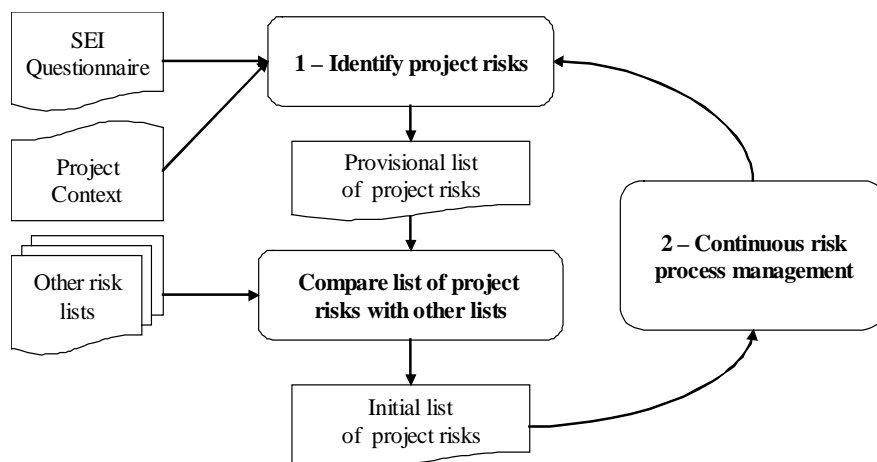 SEI
Questionnaire
1 – Identify project risks
Project
Context
Provisional list
of project risks
Other risk
lists
Compare list of project
risks with other lists
2 – Continuous risk
process management
Initial list
of project risks